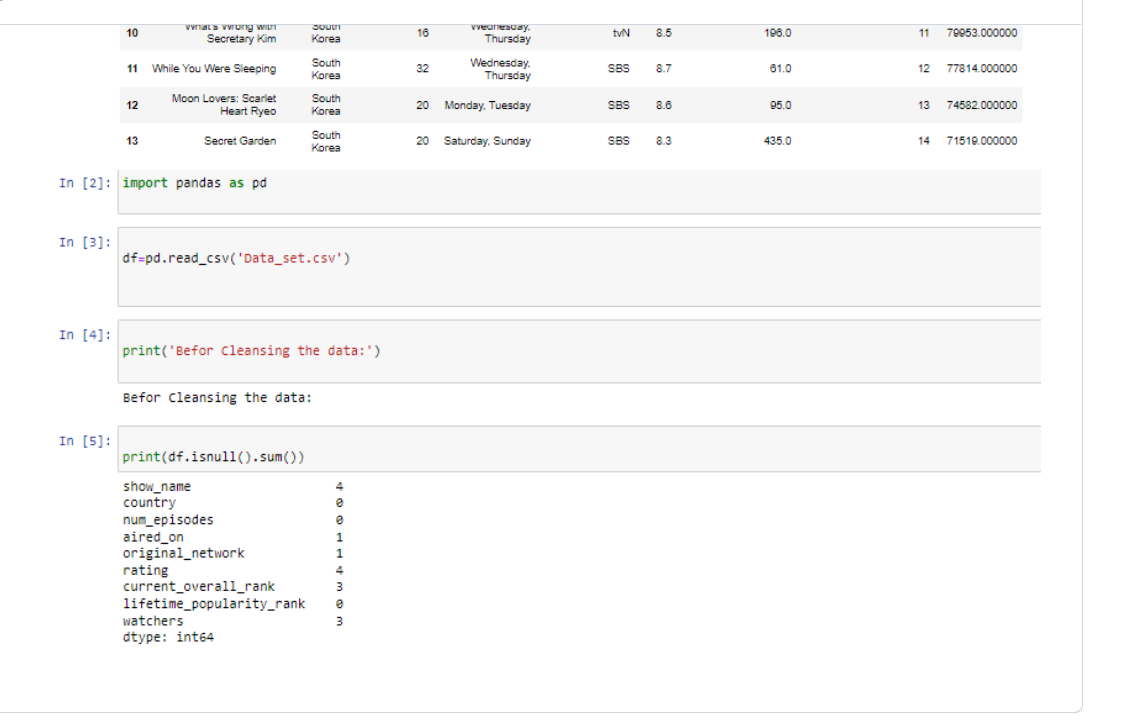 10 What's Wrong with Secretary Kim South Korea 16 Wednesday, Thursday tvN 8.5 196.0 11 79953.000000
11 While You Were Sleeping South Korea 32 Wednesday, Thursday SBS 8.7 61.0 12 77814.000000
12 Moon Lovers: Scarlet Heart Ryeo South Korea 20 Monday, Tuesday SBS 8.6 95.0 13 74582.000000
13 Secret Garden South Korea 20 Saturday, Sunday SBS 8.3 435.0 14 71519.000000
In [2]: import pandas as pd
In [3]:
df=pd.read_csv('Data_set.csv')
In [4]:
print('Befor Cleansing the data:')
Befor Cleansing the data:
In [5]:
print(df.isnull().sum())
show_name 4
country 0
num_episodes 0
aired_on 1
original_network 1
rating 4
current_overall_rank 3
lifetime_popularity_rank 0
watchers 3
dtype: int64